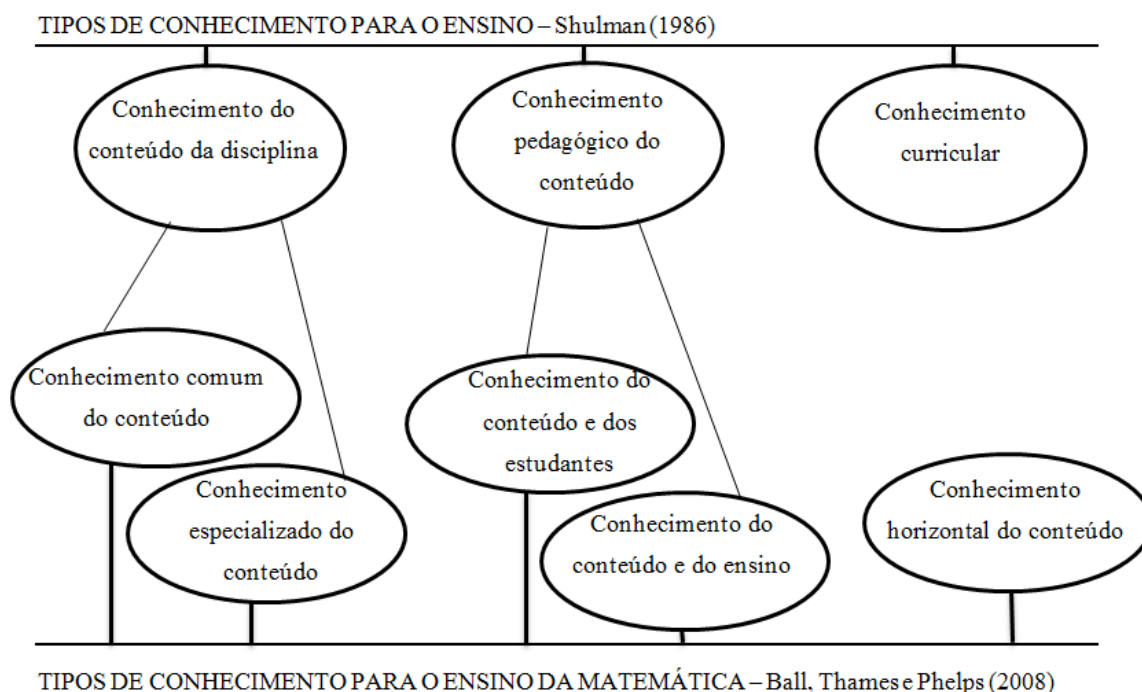 TIPOS DE CONHECIMENTO PARA O ENSINO – Shulman (1986)
Conhecimento do
conteúdo da disciplina
Conhecimento
pedagógico do
conteúdo
Conhecimento
curricular
Conhecimento comum
do conteúdo
Conhecimento
especializado do
conteúdo
Conhecimento do
conteúdo e dos
estudantes
Conhecimento do
conteúdo e do ensino
Conhecimento
horizontal do conteúdo
TIPOS DE CONHECIMENTO PARA O ENSINO DA MATEMÁTICA – Ball, Thames e Phelps (2008)